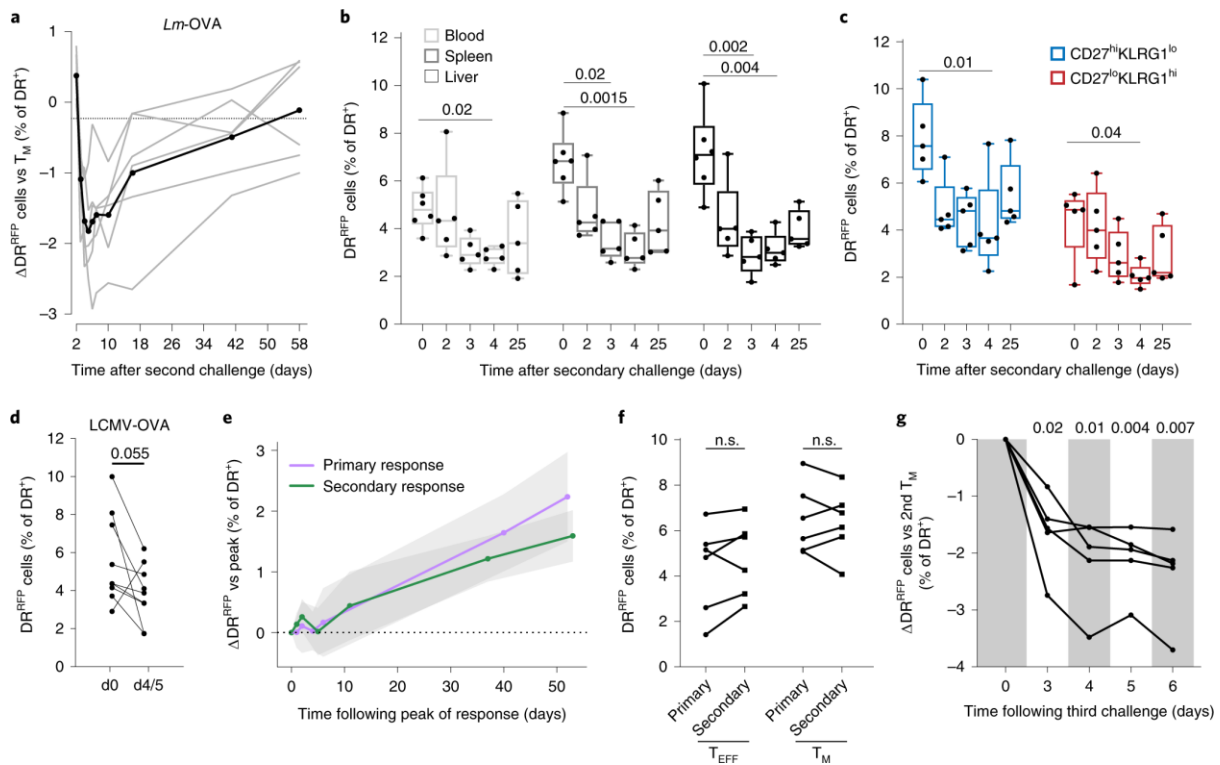 a
Lm-OVA
ΔDR^RFP cells vs T_M (% of DR⁺)
1
0
−1
−2
−3
2 10 18 26 34 42 50 58
Time after second challenge (days)
b
Blood
Spleen
Liver
DR^RFP cells (% of DR⁺)
12
10
8
6
4
2
0
0.02
0.02
0.0015
0.002
0.004
0 2 3 4 25 0 2 3 4 25 0 2 3 4 25
Time after secondary challenge (days)
c
CD27^hiKLRG1^lo
CD27^loKLRG1^hi
DR^RFP cells (% of DR⁺)
12
10
8
6
4
2
0
0.01
0.04
0 2 3 4 25 0 2 3 4 25
Time after secondary challenge (days)
d
LCMV-OVA
DR^RFP cells (% of DR⁺)
12
10
8
6
4
2
0
0.055
d0 d4/5
e
Primary response
Secondary response
ΔDR^RFP vs peak (% of DR⁺)
3
2
1
0
0 10 20 30 40 50
Time following peak of response (days)
f
DR^RFP cells (% of DR⁺)
10
8
6
4
2
0
n.s. n.s.
Primary Secondary Primary Secondary
T_EFF T_M
g
0.02 0.01 0.004 0.007
ΔDR^RFP cells vs 2nd T_M
(% of DR⁺)
0
−1
−2
−3
−4
0 3 4 5 6
Time following third challenge (days)